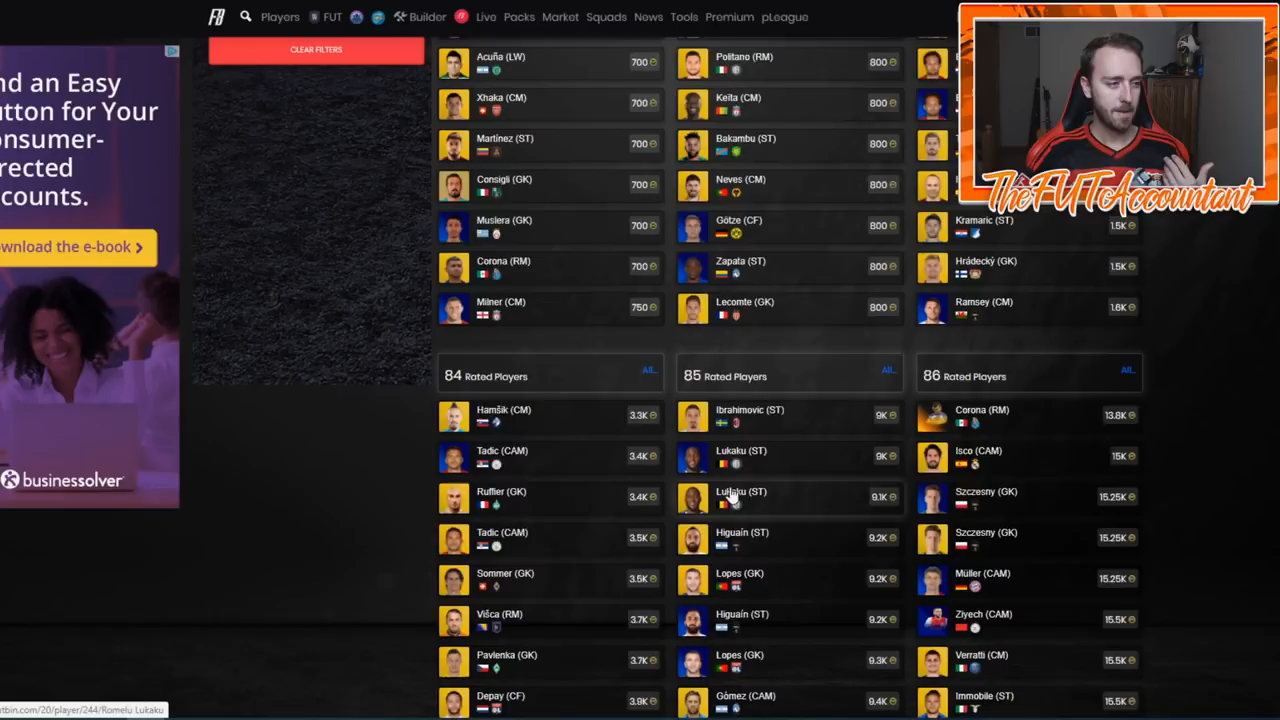 Players
FUT
Builder
Live
Packs
Market
Squads
News
Tools
Premium
pLeague
nd an Easy
utton for Your
onsumer-
rected
ccounts.
ownload the e-book
businessolver
CLEAR FILTERS
Acuña (LW)
700
Xhaka (CM)
700
Martínez (ST)
700
Consigli (GK)
700
Muslera (GK)
700
Corona (RM)
700
Milner (CM)
750
Politano (RM)
800
Keïta (CM)
800
Bakambu (ST)
800
Neves (CM)
800
Götze (CF)
800
Zapata (ST)
800
Lecomte (GK)
800
TheFUTAccountant
Kramaric (ST)
1.5K
Hrádecký (GK)
1.5K
Ramsey (CM)
1.6K
84 Rated Players
All..
Hamšík (CM)
3.3K
Tadic (CAM)
3.4K
Ruffier (GK)
3.4K
Tadic (CAM)
3.5K
Sommer (GK)
3.5K
Višca (RM)
3.7K
Pavlenka (GK)
3.7K
Depay (CF)
3.9K
85 Rated Players
All..
Ibrahimovic (ST)
9K
Lukaku (ST)
9K
Lukaku (ST)
9.1K
Higuaín (ST)
9.2K
Lopes (GK)
9.2K
Higuaín (ST)
9.2K
Lopes (GK)
9.3K
Gómez (CAM)
9.4K
86 Rated Players
All..
Corona (RM)
13.8K
Isco (CAM)
15K
Szczesny (GK)
15.25K
Szczesny (GK)
15.25K
Müller (CAM)
15.25K
Ziyech (CAM)
15.5K
Verratti (CM)
15.5K
Immobile (ST)
15.5K
tbin.com/20/player/244/Romelu Lukaku